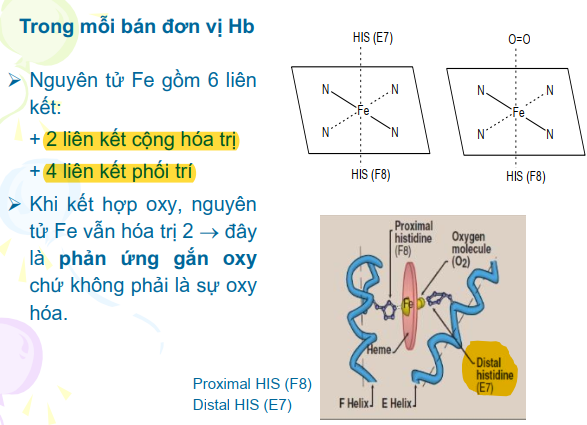 Trong mỗi bán đơn vị Hb
➢ Nguyên tử Fe gồm 6 liên
kết:
+ 2 liên kết cộng hóa trị
+ 4 liên kết phối trí
➢ Khi kết hợp oxy, nguyên
tử Fe vẫn hóa trị 2 → đây
là phản ứng gắn oxy
chứ không phải là sự oxy
hóa.
HIS (E7)
N N
Fe
N N
HIS (F8)
O=O
N N
Fe
N N
HIS (F8)
Proximal
histidine
(F8)
Oxygen
molecule
(O2)
Fe
Heme
Distal
histidine
(E7)
F Helix
E Helix
Proximal HIS (F8)
Distal HIS (E7)